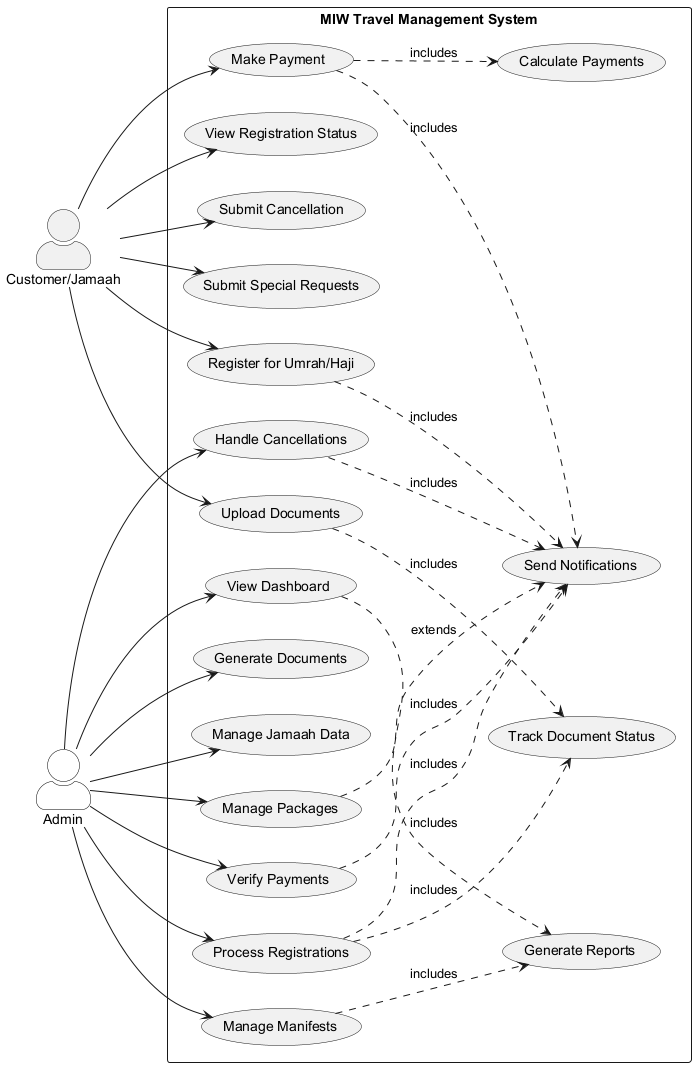 MIW Travel Management System
Make Payment
includes
Calculate Payments
includes
View Registration Status
Submit Cancellation
Customer/Jamaah
Submit Special Requests
Register for Umrah/Haji
includes
Handle Cancellations
includes
Upload Documents
includes
Send Notifications
View Dashboard
extends
Generate Documents
includes
Manage Jamaah Data
Track Document Status
includes
Manage Packages
Admin
includes
Verify Payments
includes
Process Registrations
Generate Reports
includes
Manage Manifests